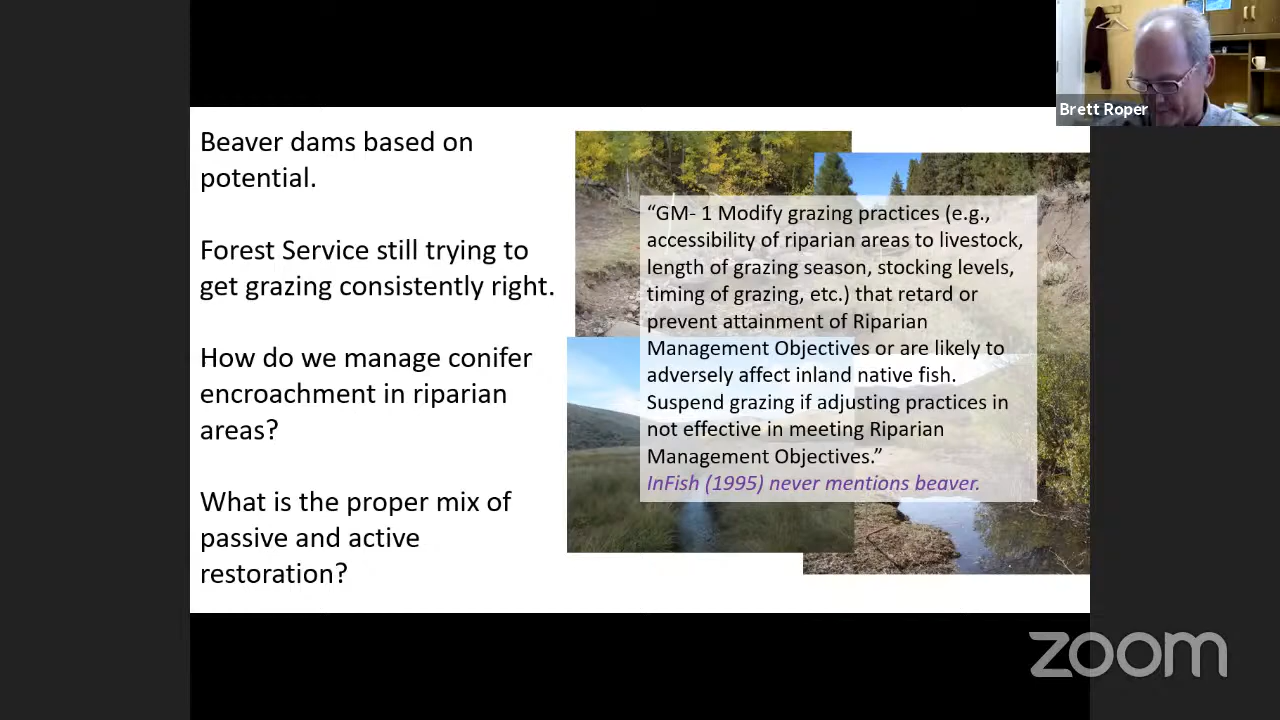 Brett Roper
Beaver dams based on
potential.
Forest Service still trying to
get grazing consistently right.
How do we manage conifer
encroachment in riparian
areas?
What is the proper mix of
passive and active
restoration?
“GM- 1 Modify grazing practices (e.g.,
accessibility of riparian areas to livestock,
length of grazing season, stocking levels,
timing of grazing, etc.) that retard or
prevent attainment of Riparian
Management Objectives or are likely to
adversely affect inland native fish.
Suspend grazing if adjusting practices in
not effective in meeting Riparian
Management Objectives.”
InFish (1995) never mentions beaver.
zoom